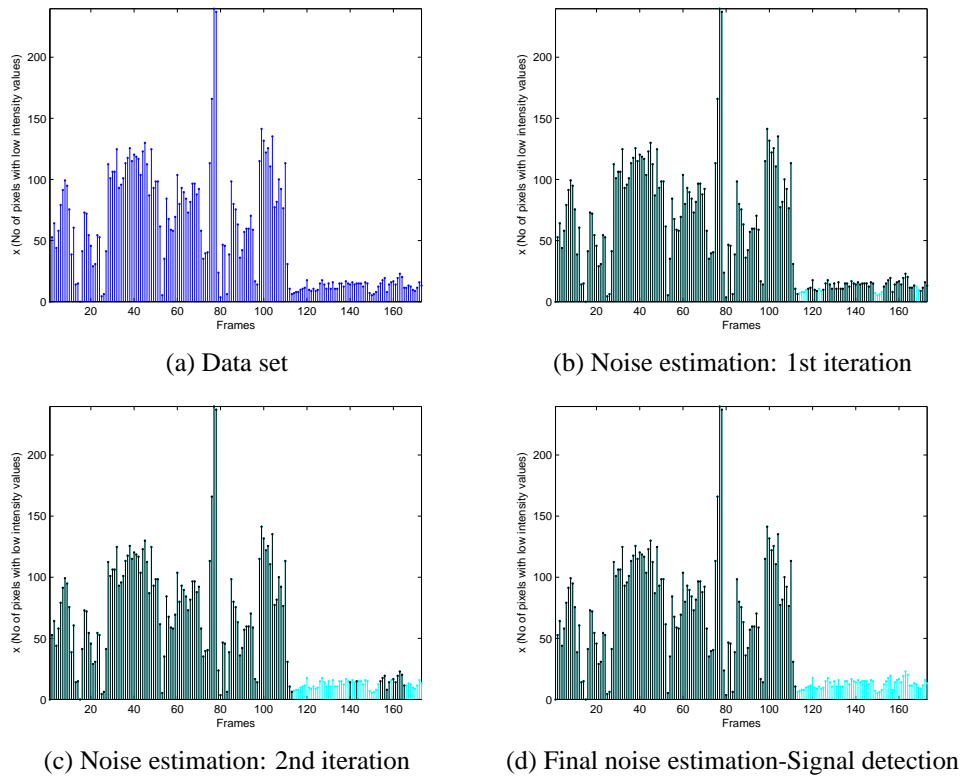 200
150
100
50
0
x (No of pixels with low intensity values)
20 40 60 80 100 120 140 160
Frames
(a) Data set
200
150
100
50
0
x (No of pixels with low intensity values)
20 40 60 80 100 120 140 160
Frames
(b) Noise estimation: 1st iteration
200
150
100
50
0
x (No of pixels with low intensity values)
20 40 60 80 100 120 140 160
Frames
(c) Noise estimation: 2nd iteration
200
150
100
50
0
x (No of pixels with low intensity values)
20 40 60 80 100 120 140 160
Frames
(d) Final noise estimation-Signal detection